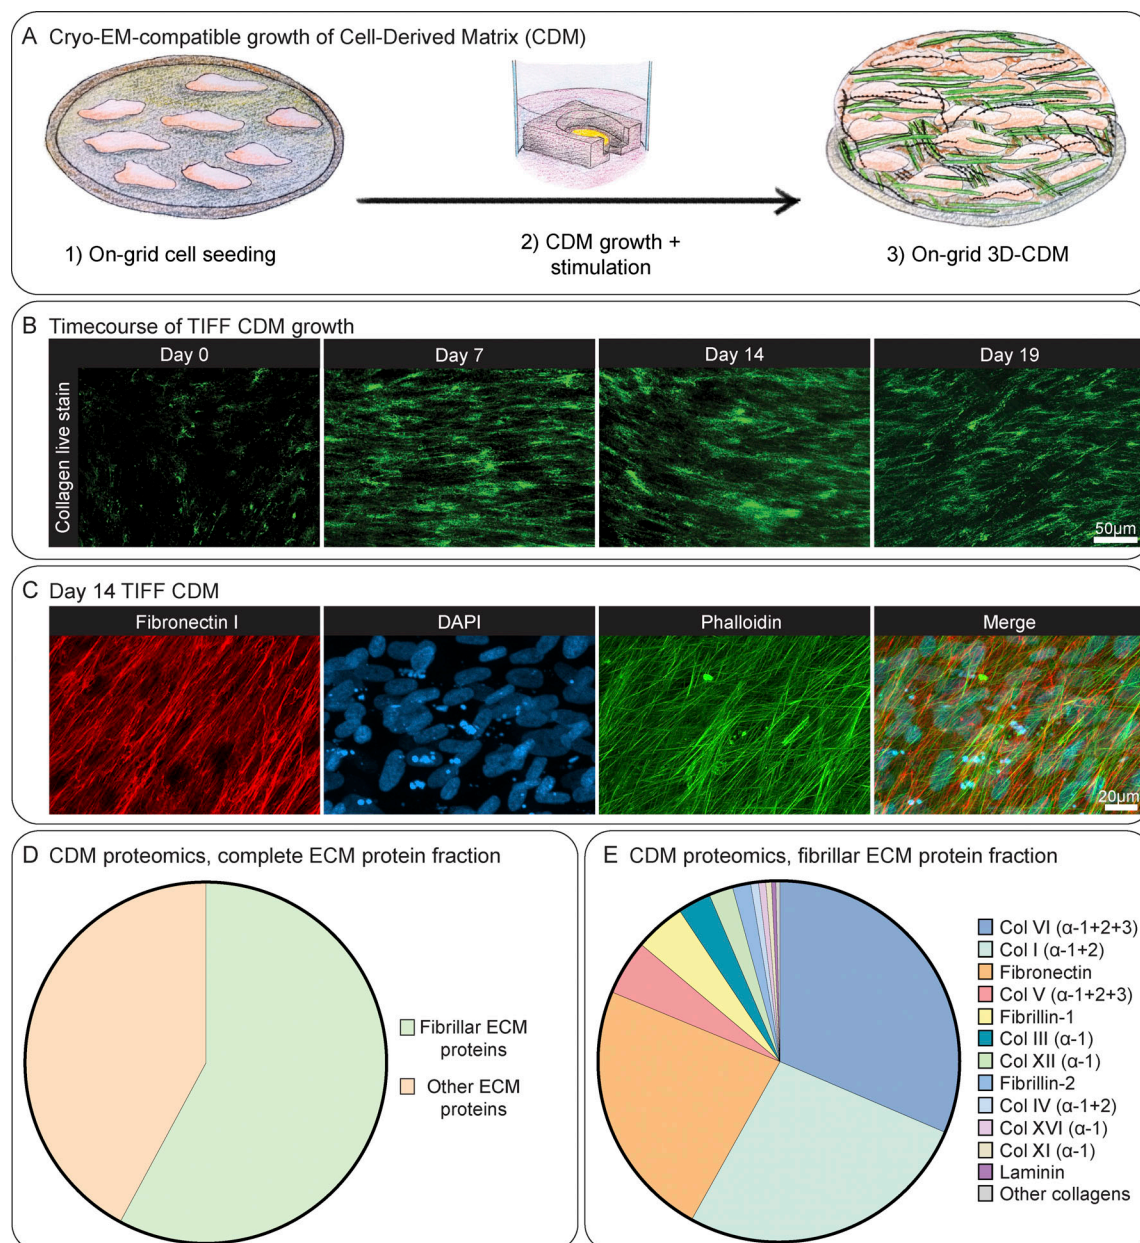 A Cryo-EM-compatible growth of Cell-Derived Matrix (CDM)
1) On-grid cell seeding
2) CDM growth +
stimulation
3) On-grid 3D-CDM
B Timecourse of TIFF CDM growth
Collagen live stain
Day 0
Day 7
Day 14
Day 19
50µm
C Day 14 TIFF CDM
Fibronectin I
DAPI
Phalloidin
Merge
20µm
D CDM proteomics, complete ECM protein fraction
Fibrillar ECM
proteins
Other ECM
proteins
E CDM proteomics, fibrillar ECM protein fraction
Col VI (α-1+2+3)
Col I (α-1+2)
Fibronectin
Col V (α-1+2+3)
Fibrillin-1
Col III (α-1)
Col XII (α-1)
Fibrillin-2
Col IV (α-1+2)
Col XVI (α-1)
Col XI (α-1)
Laminin
Other collagens